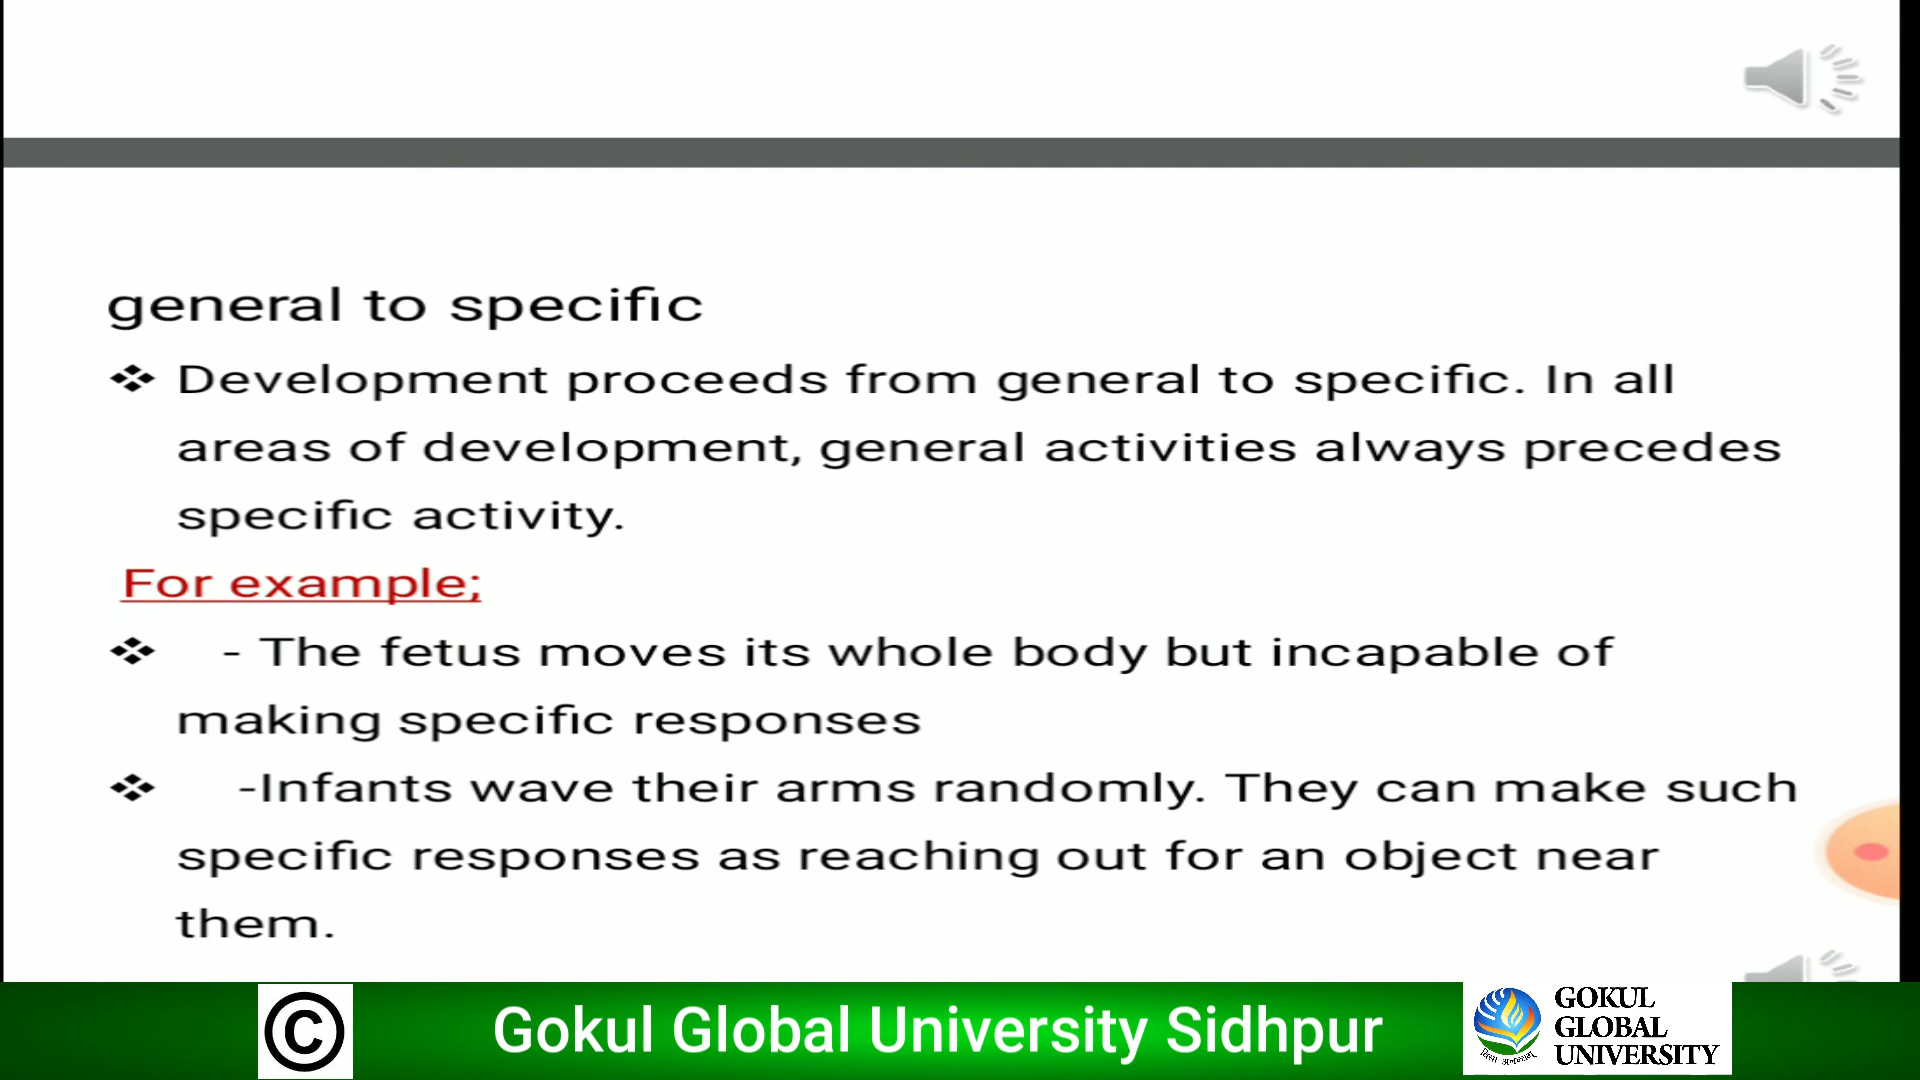 general to specific
❖ Development proceeds from general to specific. In all
areas of development, general activities always precedes
specific activity.
For example;
❖ - The fetus moves its whole body but incapable of
making specific responses
❖ -Infants wave their arms randomly. They can make such
specific responses as reaching out for an object near
them.
© Gokul Global University Sidhpur
GOKUL
GLOBAL
UNIVERSITY